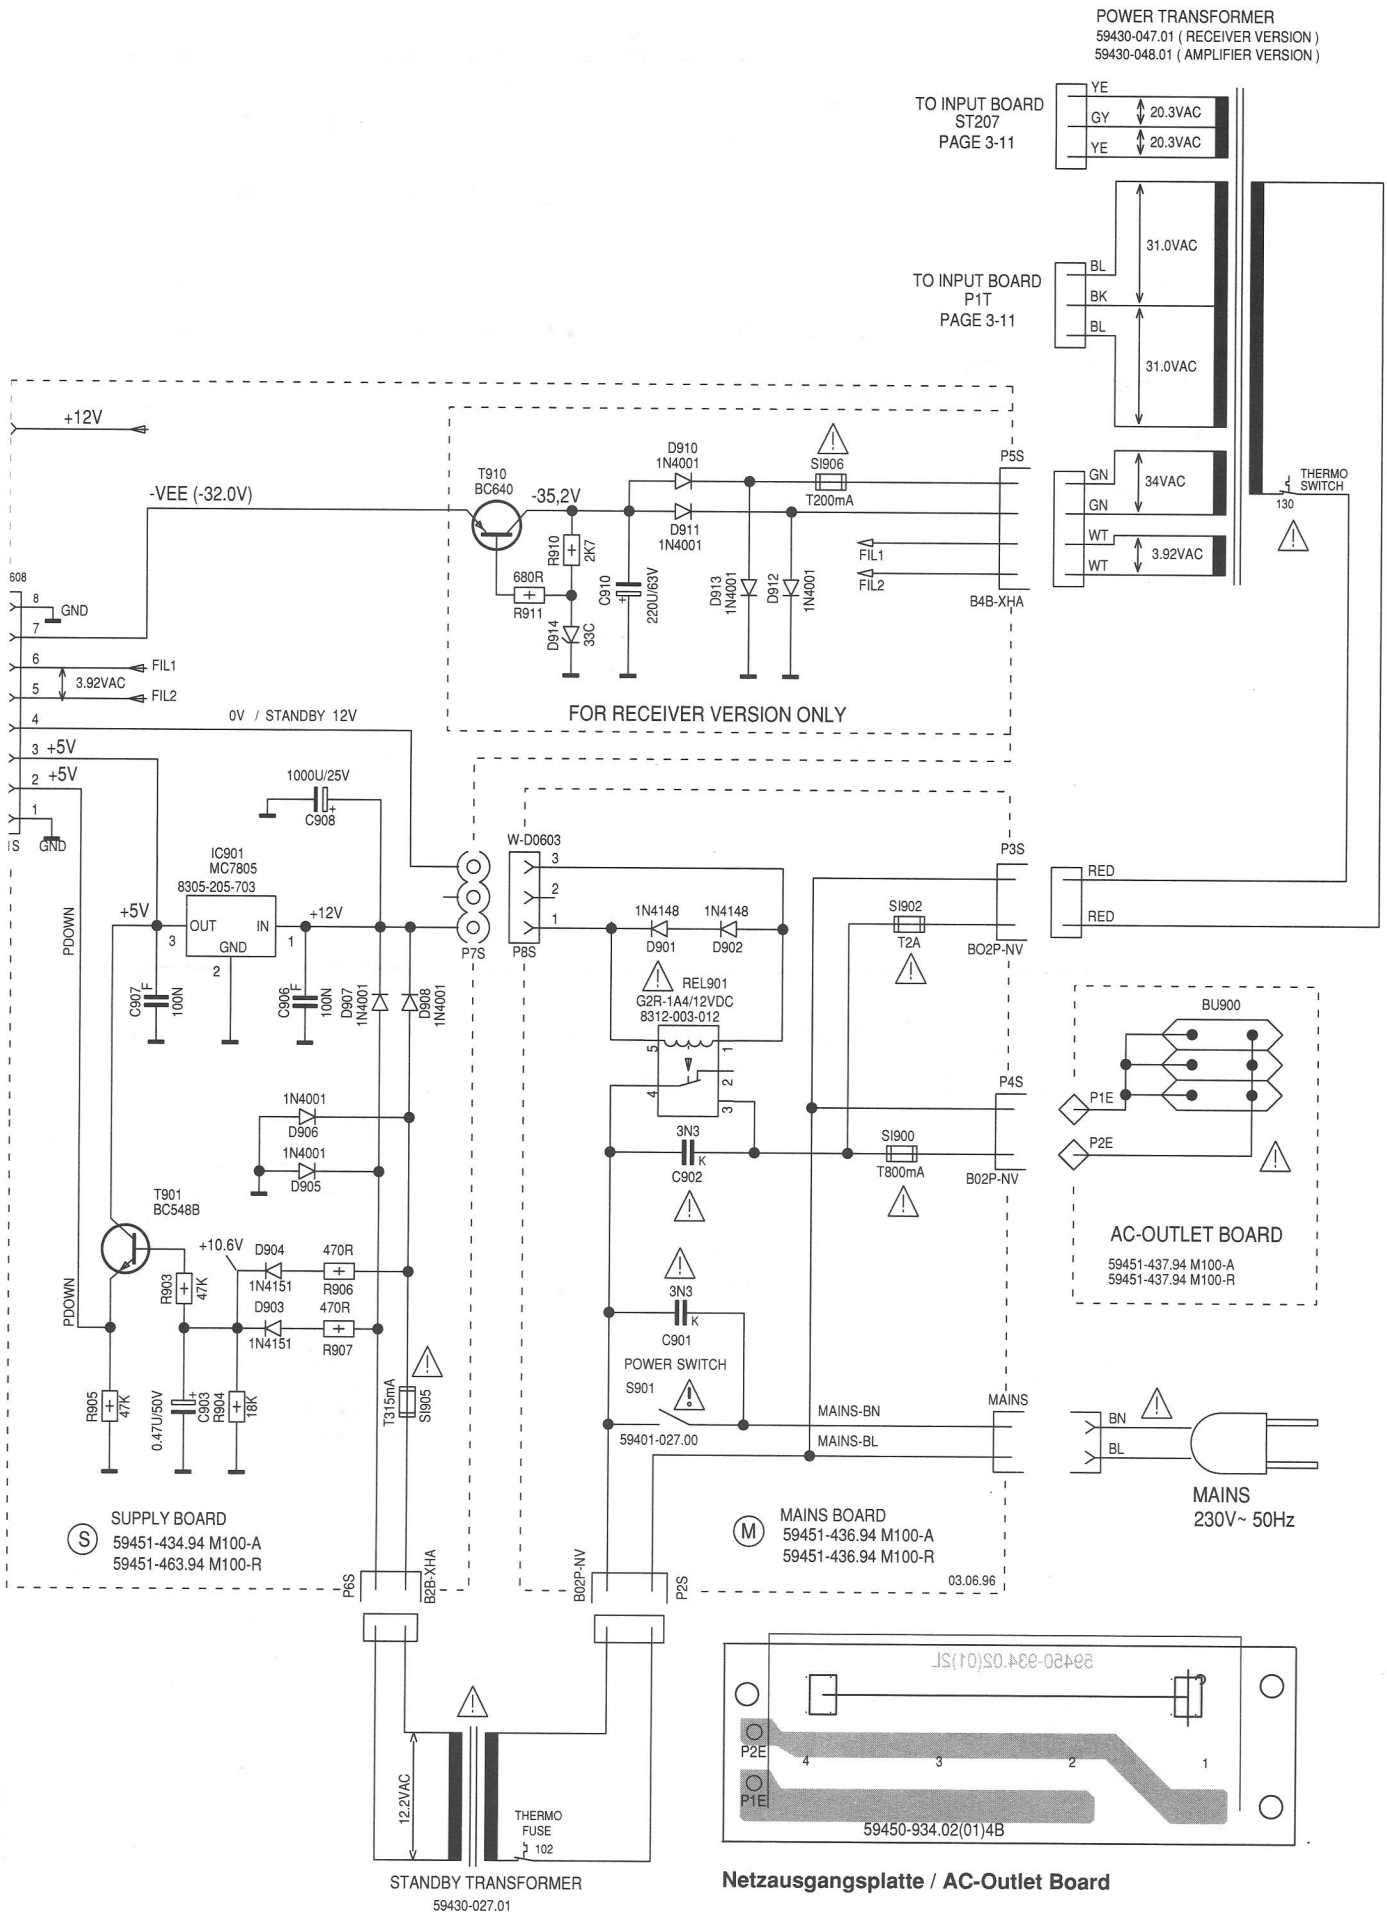 POWER TRANSFORMER
59430-047.01 ( RECEIVER VERSION )
59430-048.01 ( AMPLIFIER VERSION )
TO INPUT BOARD
ST207
PAGE 3-11
YE
GY
YE
20.3VAC
20.3VAC
TO INPUT BOARD
P1T
PAGE 3-11
BL
BK
BL
31.0VAC
31.0VAC
+12V
-VEE (-32.0V)
T910
BC640
-35,2V
D910
1N4001
D911
1N4001
SI906
T200mA
P5S
GN
GN
WT
WT
34VAC
3.92VAC
THERMO
SWITCH
130
R910
2K7
680R
R911
D914
33C
C910
220U/63V
D913
1N4001
D912
1N4001
FIL1
FIL2
B4B-XHA
FOR RECEIVER VERSION ONLY
608
8
GND
7
6
FIL1
3.92VAC
5
FIL2
4
0V / STANDBY 12V
3 +5V
2 +5V
1
GND
IS
1000U/25V
C908
IC901
MC7805
8305-205-703
OUT
IN
GND
3
1
2
+5V
+12V
PDOWN
C907
F
100N
C906
F
100N
D907
1N4001
D908
1N4001
P7S
W-D0603
3
2
1
P8S
1N4148
D901
1N4148
D902
REL901
G2R-1A4/12VDC
8312-003-012
5
1
4
2
3
SI902
T2A
P3S
BO2P-NV
RED
RED
BU900
P1E
P2E
P4S
SI900
T800mA
B02P-NV
AC-OUTLET BOARD
59451-437.94 M100-A
59451-437.94 M100-R
1N4001
D906
1N4001
D905
3N3
K
C902
3N3
K
C901
T901
BC548B
+10.6V
D904
1N4151
470R
R906
D903
1N4151
470R
R907
R903
47K
PDOWN
R905
47K
0.47U/50V
C903
R904
18K
T315mA
SI905
POWER SWITCH
S901
59401-027.00
MAINS-BN
MAINS-BL
MAINS
BN
BL
MAINS
230V~ 50Hz
S
SUPPLY BOARD
59451-434.94 M100-A
59451-463.94 M100-R
M
MAINS BOARD
59451-436.94 M100-A
59451-436.94 M100-R
03.06.96
P6S
B2B-XHA
B02P-NV
P2S
12.2VAC
THERMO
FUSE
102
STANDBY TRANSFORMER
59430-027.01
59450-934.02(01)2L
P2E
P1E
4
3
2
1
59450-934.02(01)4B
Netzausgangsplatte / AC-Outlet Board